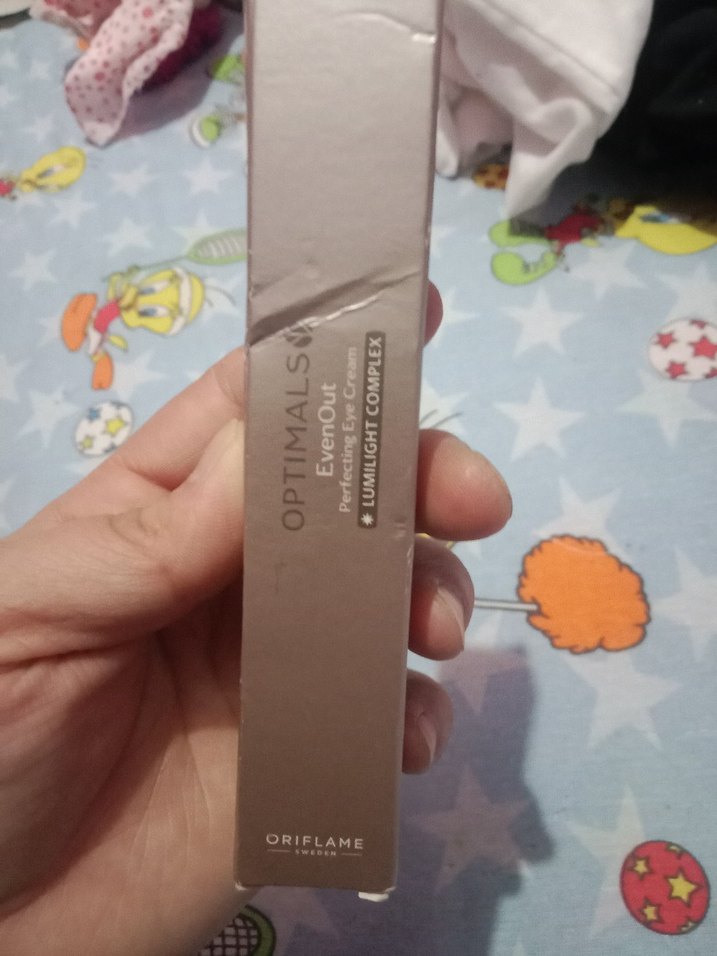 OPTIMALS
EvenOut
Perfecting Eye Cream
LUMILIGHT COMPLEX
ORIFLAME
SWEDEN